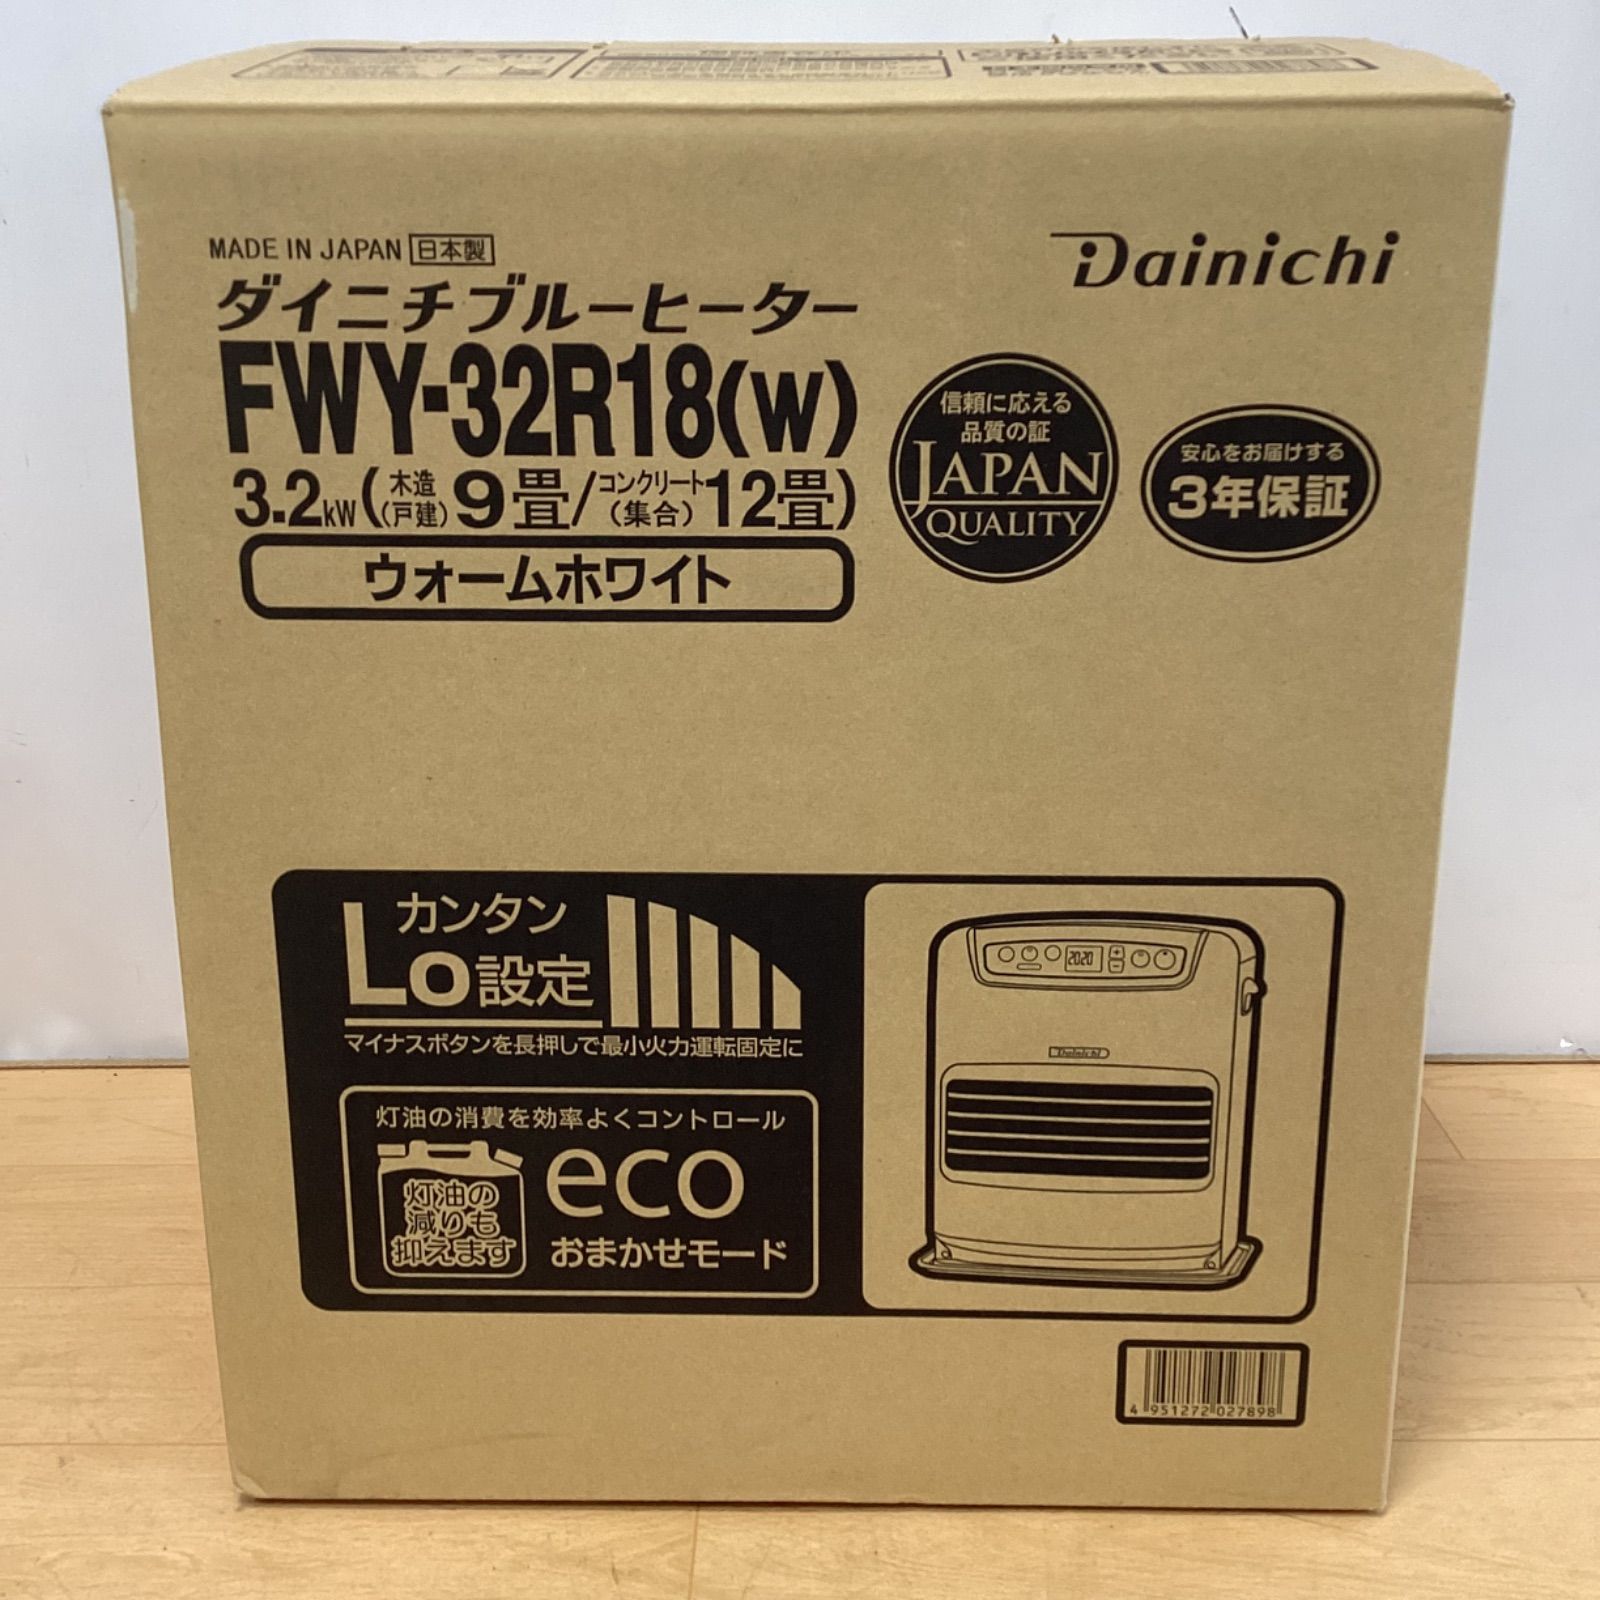 MADE IN JAPAN 日本製
Dainichi
ダイニチブルーヒーター
FWY-32R18(W)
3.2kW(木造(戸建)9畳/コンクリート(集合)12畳)
ウォームホワイト
信頼に応える
品質の証
JAPAN
QUALITY
安心をお届けする
3年保証
カンタン
Lo設定
マイナスボタンを長押しで最小火力運転固定に
灯油の消費を効率よくコントロール
灯油の
減りも
抑えます
eco
おまかせモード
2020
Dainichi
4 951272 027898